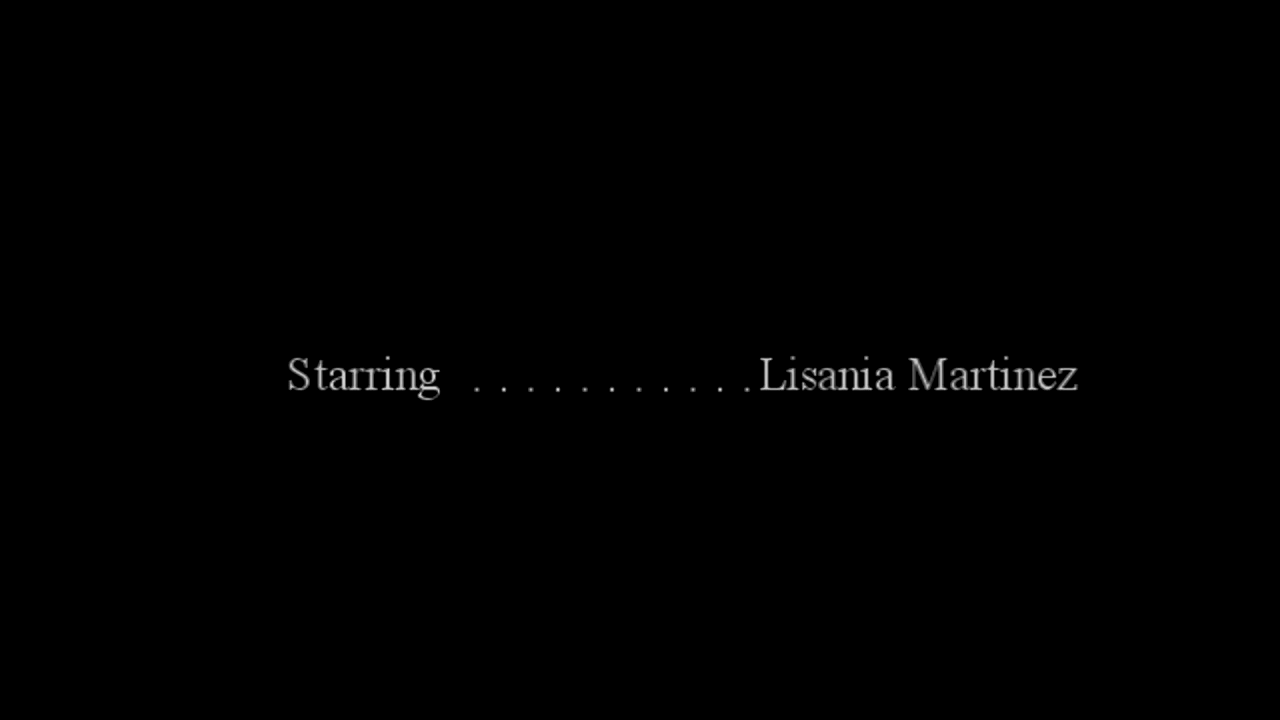 Starring . . . . . . . . . . . Lisania Martinez